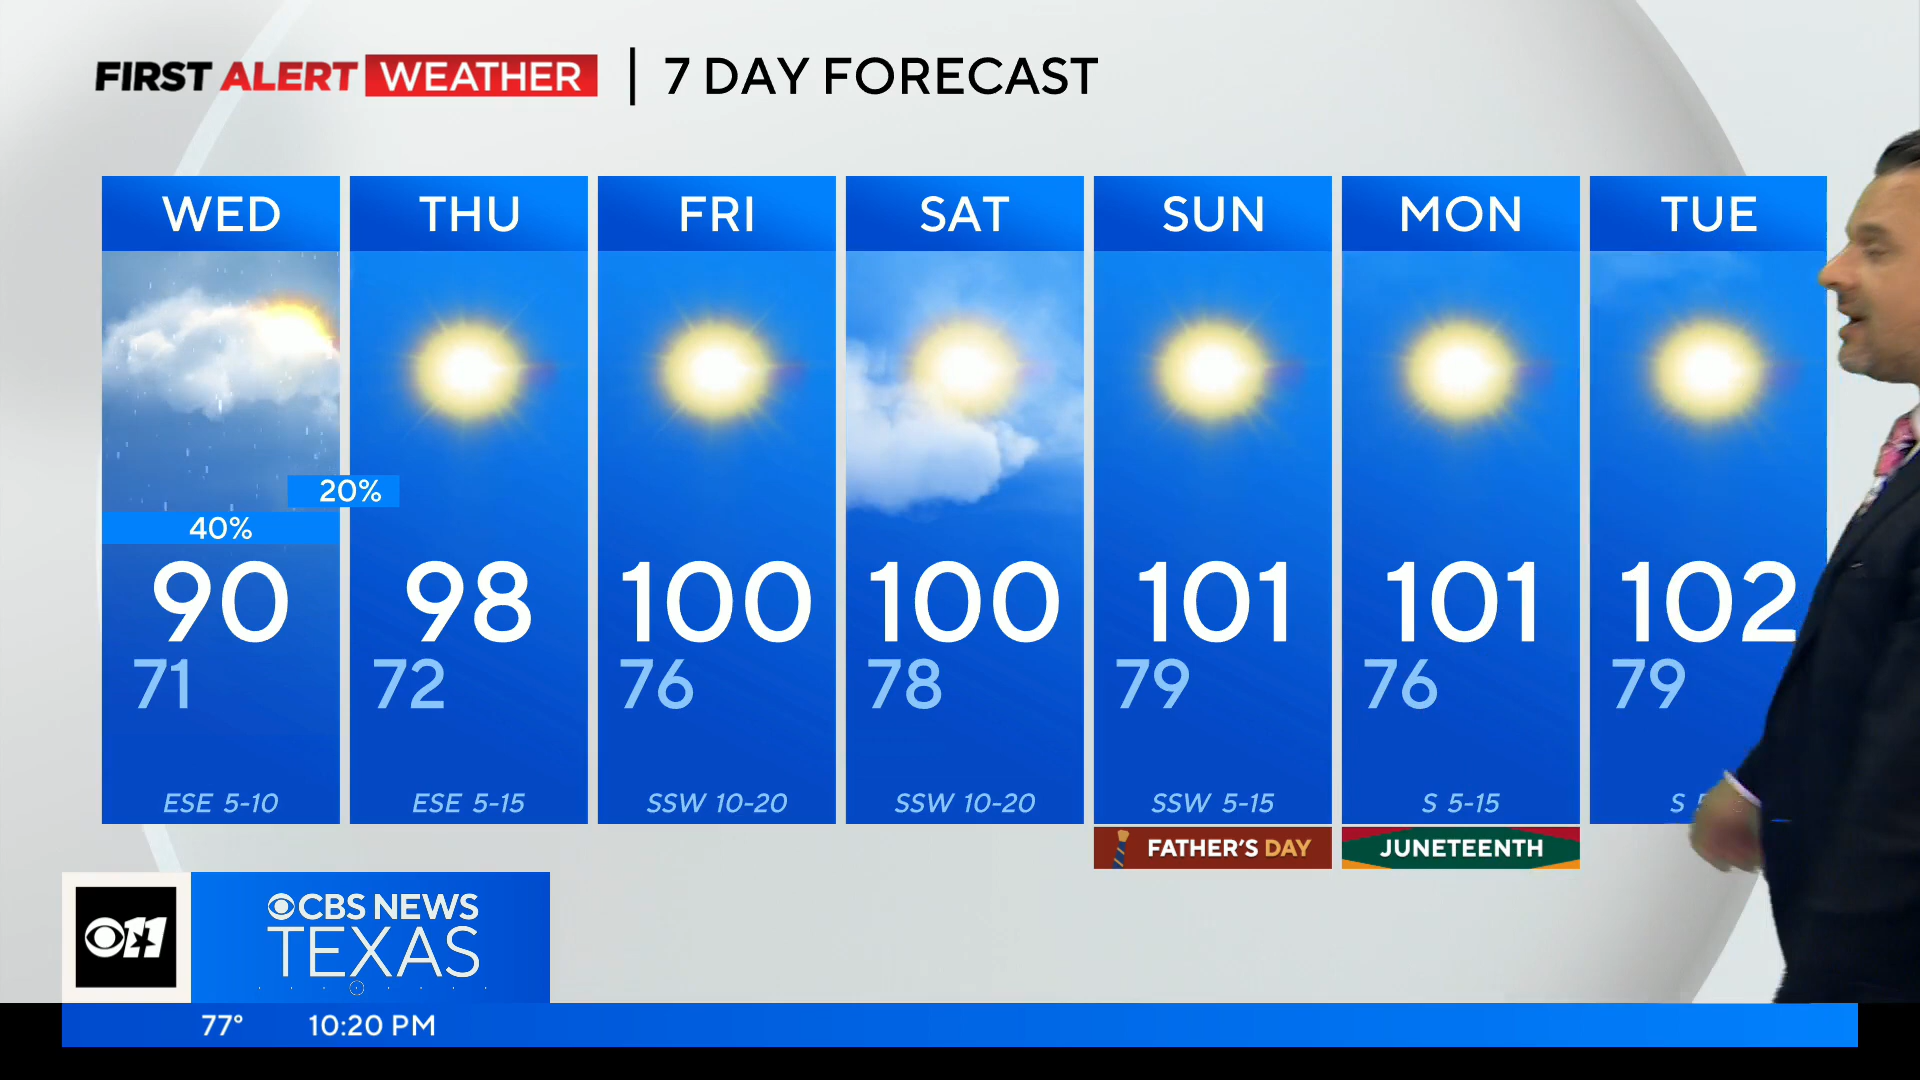 FIRST ALERT WEATHER | 7 DAY FORECAST
WED THU FRI SAT SUN MON TUE
20%
40%
90 98 100 100 101 101 102
71 72 76 78 79 76 79
ESE 5-10 ESE 5-15 SSW 10-20 SSW 10-20 SSW 5-15 S 5-15 S
FATHER'S DAY JUNETEENTH
CBS NEWS
11 TEXAS
77° 10:20 PM